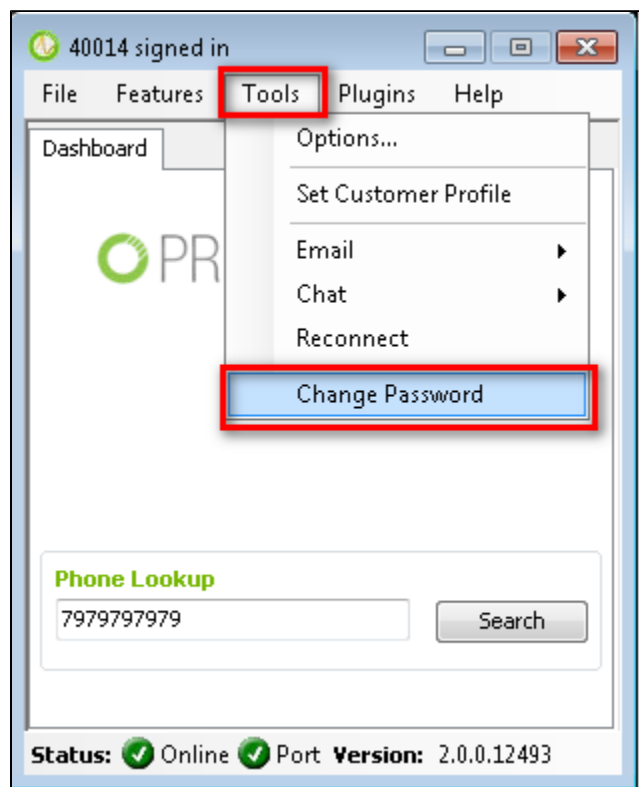 40014 signed in
File Features Tools Plugins Help
Dashboard
Options...
Set Customer Profile
PR
Email
Chat
Reconnect
Change Password
Phone Lookup
7979797979 Search
Status: Online Port Version: 2.0.0.12493